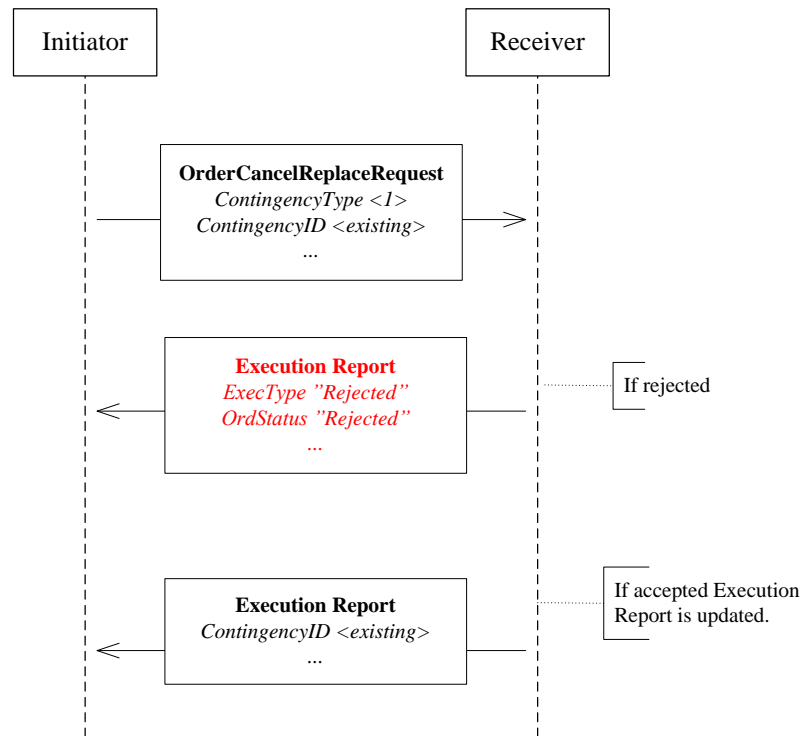 Initiator
Receiver
OrderCancelReplaceRequest
ContingencyType <1>
ContingencyID <existing>
...
Execution Report
ExecType ”Rejected”
OrdStatus ”Rejected”
...
If rejected
Execution Report
ContingencyID <existing>
...
If accepted Execution
Report is updated.